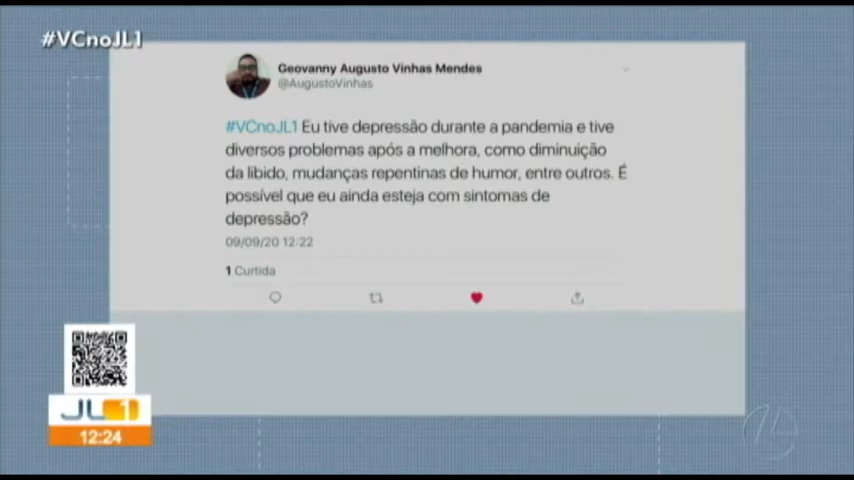 #VCnoJL1
Geovanny Augusto Vinhas Mendes
@AugustoVinhas
#VCnoJL1 Eu tive depressão durante a pandemia e tive
diversos problemas após a melhora, como diminuição
da libido, mudanças repentinas de humor, entre outros. É
possível que eu ainda esteja com sintomas de
depressão?
09/09/20 12:22
1 Curtida
JL1
12:24